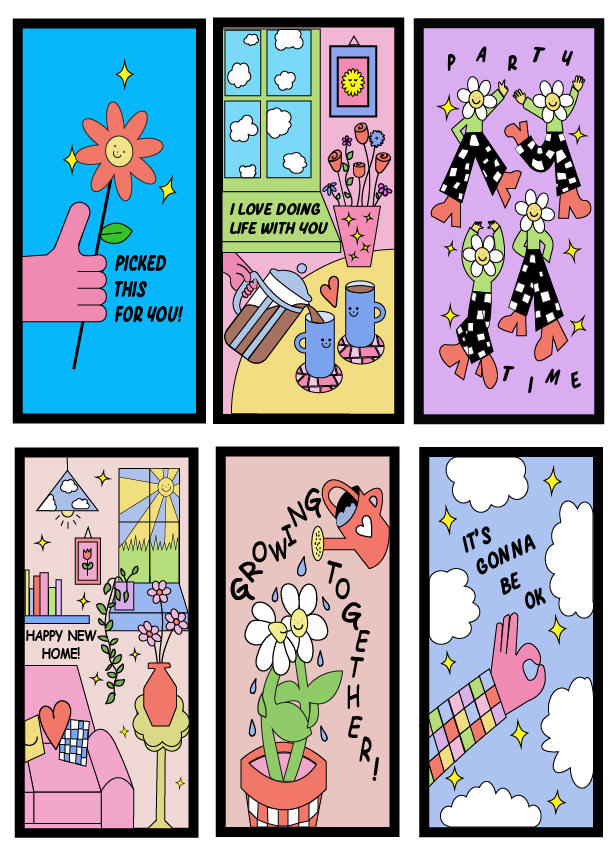 PICKED
THIS
FOR YOU!
I LOVE DOING
LIFE WITH YOU
PARTY
TIME
HAPPY NEW
HOME!
GROWING
TOGETHER!
IT'S
GONNA
BE
OK